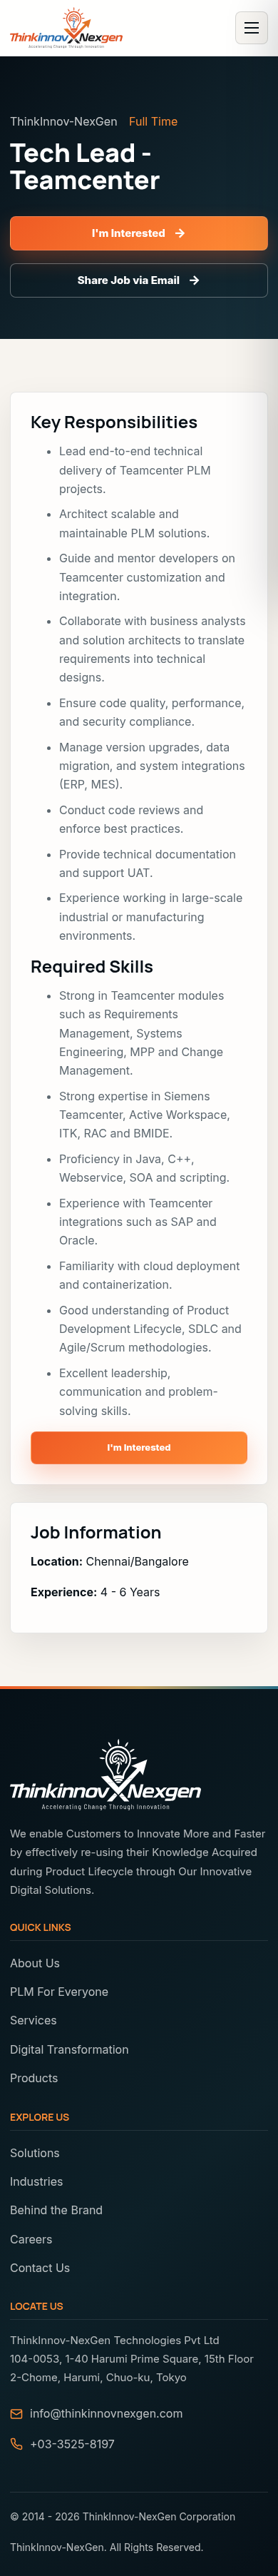 ThinkinnovXNexgen
Accelerating Change Through Innovation
ThinkInnov-NexGen Full Time
Tech Lead -
Teamcenter
I'm Interested →
Share Job via Email →
Key Responsibilities
• Lead end-to-end technical
delivery of Teamcenter PLM
projects.
• Architect scalable and
maintainable PLM solutions.
• Guide and mentor developers on
Teamcenter customization and
integration.
• Collaborate with business analysts
and solution architects to translate
requirements into technical
designs.
• Ensure code quality, performance,
and security compliance.
• Manage version upgrades, data
migration, and system integrations
(ERP, MES).
• Conduct code reviews and
enforce best practices.
• Provide technical documentation
and support UAT.
• Experience working in large-scale
industrial or manufacturing
environments.
Required Skills
• Strong in Teamcenter modules
such as Requirements
Management, Systems
Engineering, MPP and Change
Management.
• Strong expertise in Siemens
Teamcenter, Active Workspace,
ITK, RAC and BMIDE.
• Proficiency in Java, C++,
Webservice, SOA and scripting.
• Experience with Teamcenter
integrations such as SAP and
Oracle.
• Familiarity with cloud deployment
and containerization.
• Good understanding of Product
Development Lifecycle, SDLC and
Agile/Scrum methodologies.
• Excellent leadership,
communication and problem-
solving skills.
I'm Interested
Job Information
Location: Chennai/Bangalore
Experience: 4 - 6 Years
ThinkinnovXNexgen
Accelerating Change Through Innovation
We enable Customers to Innovate More and Faster
by effectively re-using their Knowledge Acquired
during Product Lifecycle through Our Innovative
Digital Solutions.
QUICK LINKS
About Us
PLM For Everyone
Services
Digital Transformation
Products
EXPLORE US
Solutions
Industries
Behind the Brand
Careers
Contact Us
LOCATE US
ThinkInnov-NexGen Technologies Pvt Ltd
104-0053, 1-40 Harumi Prime Square, 15th Floor
2-Chome, Harumi, Chuo-ku, Tokyo
info@thinkinnovnexgen.com
+03-3525-8197
© 2014 - 2026 ThinkInnov-NexGen Corporation
ThinkInnov-NexGen. All Rights Reserved.